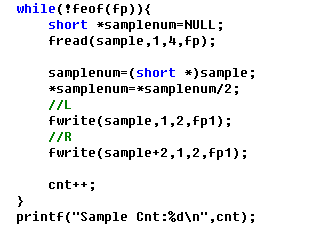 while(!feof(fp)){
short *samplenum=NULL;
fread(sample,1,4,fp);
samplenum=(short *)sample;
*samplenum=*samplenum/2;
//L
fwrite(sample,1,2,fp1);
//R
fwrite(sample+2,1,2,fp1);
cnt++;
}
printf("Sample Cnt:%d\n",cnt);